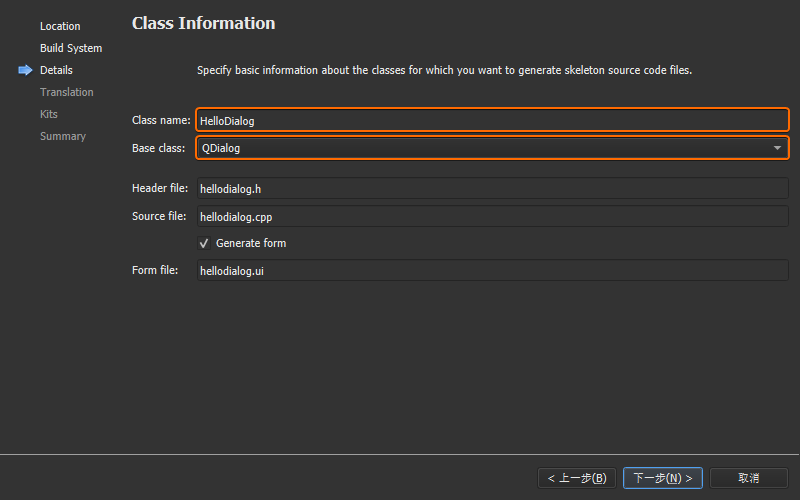 Class Information
Location
Build System
Details
Translation
Kits
Summary
Specify basic information about the classes for which you want to generate skeleton source code files.
Class name: HelloDialog
Base class: QDialog
Header file: hellodialog.h
Source file: hellodialog.cpp
Generate form
Form file: hellodialog.ui
< 上一步(B) 下一步(N) > 取消